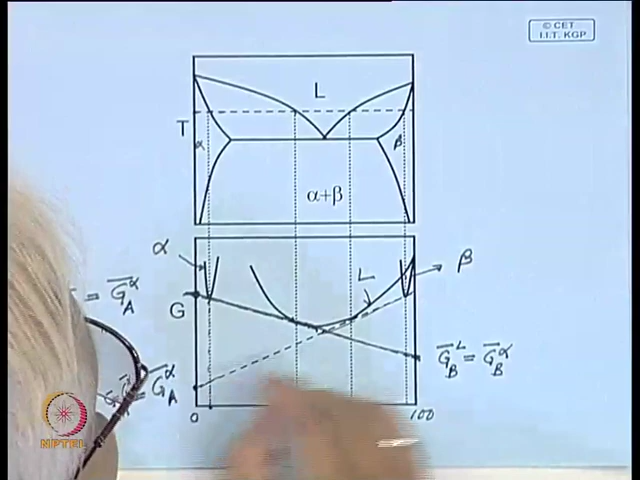 © CET
I.I.T. KGP
L
T
α
β
α+β
α
β
L
= G̅_A^α
G
G̅_B^L = G̅_B^α
G̅_A^α
0
100
NPTEL